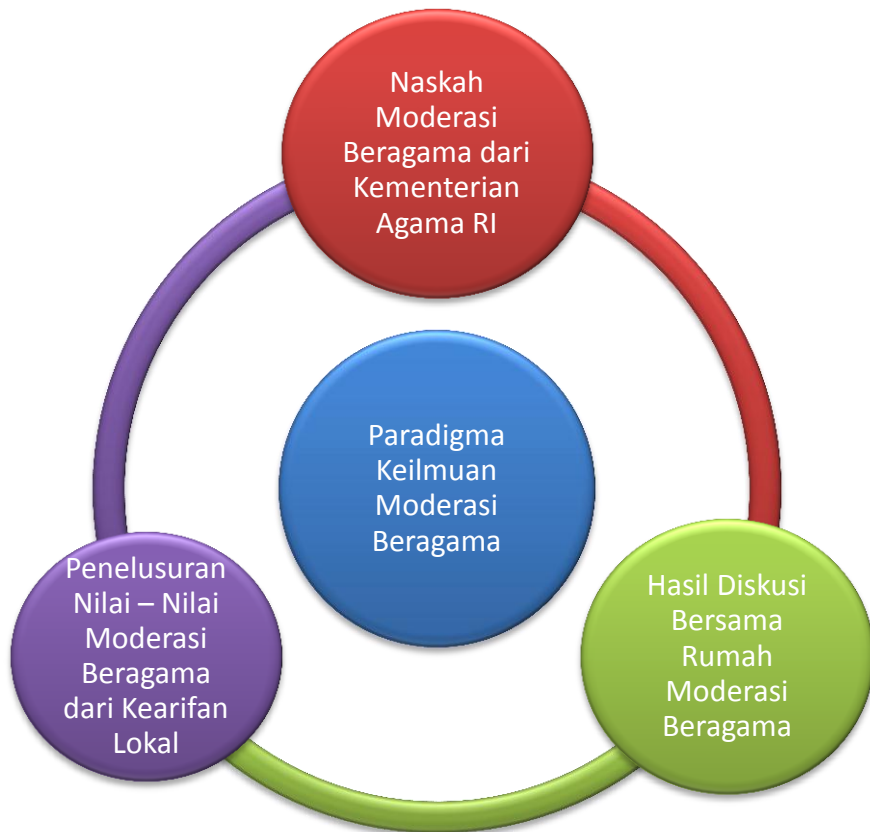 Naskah
Moderasi
Beragama dari
Kementerian
Agama RI
Paradigma
Keilmuan
Moderasi
Beragama
Penelusuran
Nilai – Nilai
Moderasi
Beragama
dari Kearifan
Lokal
Hasil Diskusi
Bersama
Rumah
Moderasi
Beragama